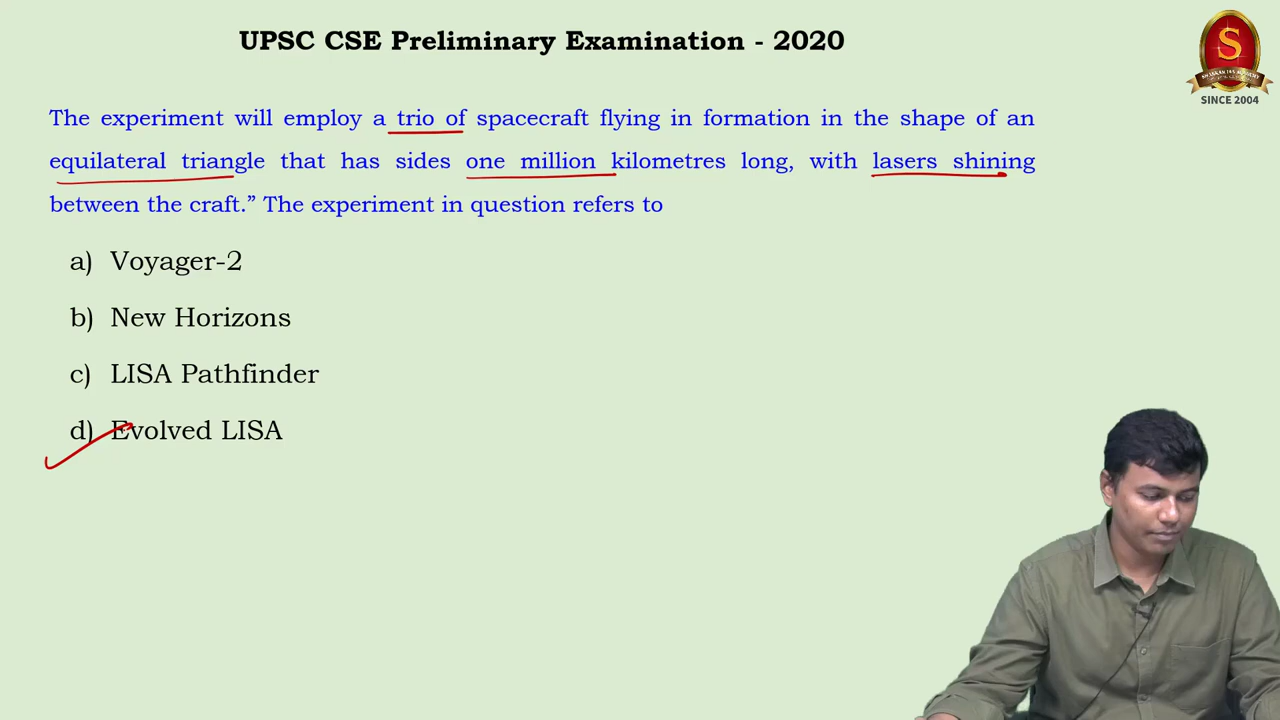 UPSC CSE Preliminary Examination - 2020
S
SINCE 2004
The experiment will employ a trio of spacecraft flying in formation in the shape of an
equilateral triangle that has sides one million kilometres long, with lasers shining
between the craft.” The experiment in question refers to
a) Voyager-2
b) New Horizons
c) LISA Pathfinder
d) Evolved LISA